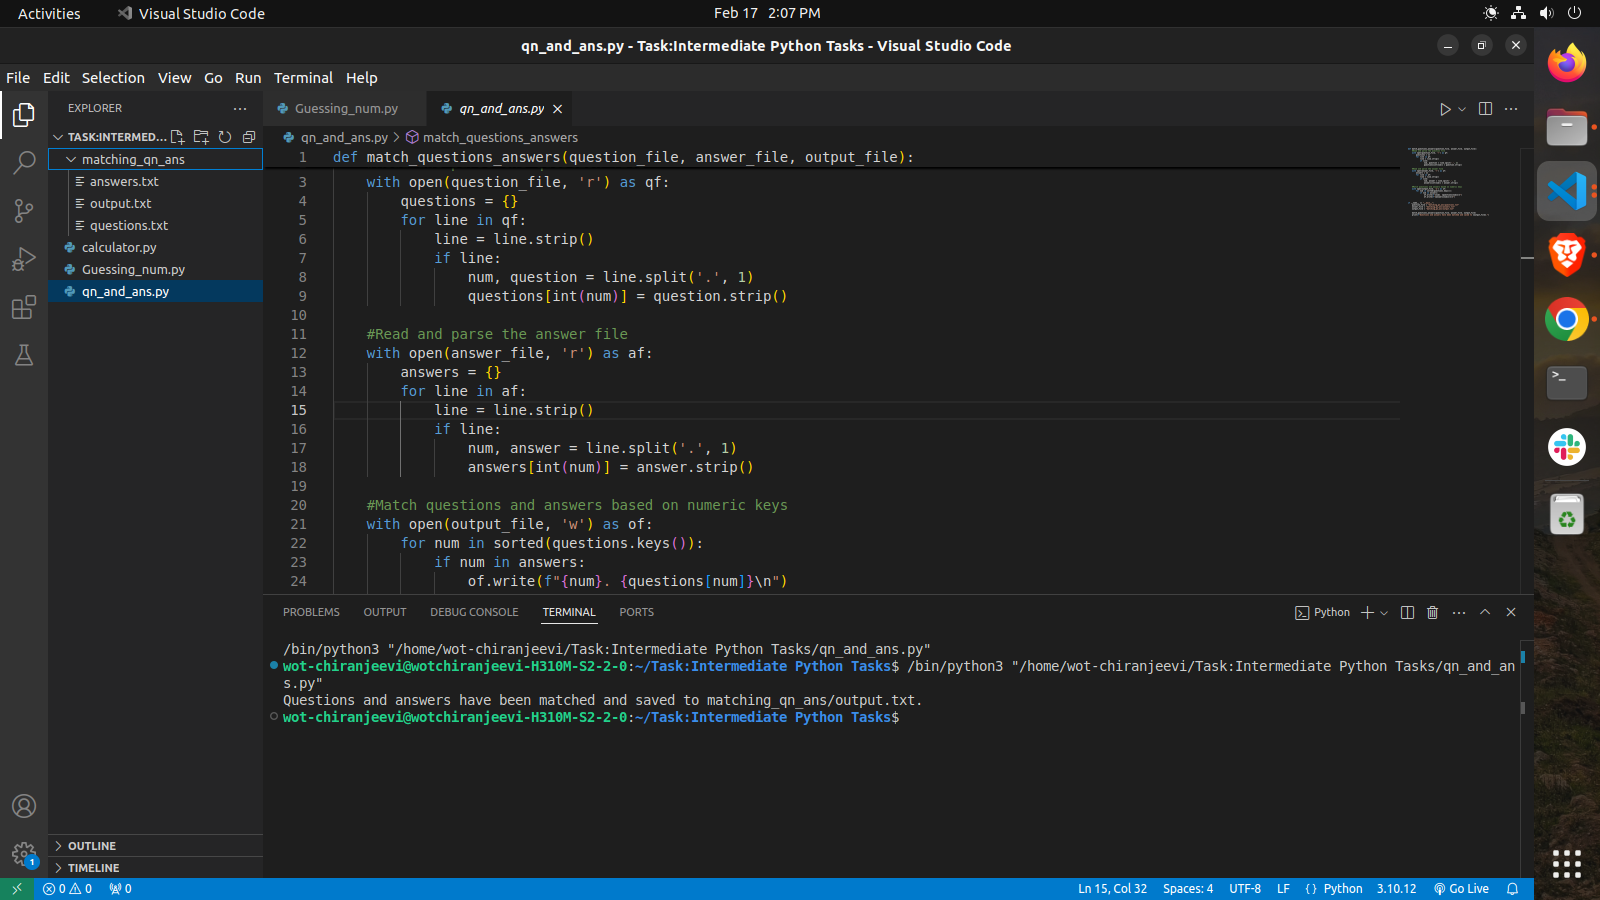 Activities
Visual Studio Code
Feb 17 2:07 PM
qn_and_ans.py - Task:Intermediate Python Tasks - Visual Studio Code
File Edit Selection View Go Run Terminal Help
EXPLORER
TASK:INTERMED...
matching_qn_ans
answers.txt
output.txt
questions.txt
calculator.py
Guessing_num.py
qn_and_ans.py
OUTLINE
TIMELINE
Guessing_num.py
qn_and_ans.py
qn_and_ans.py > match_questions_answers
1 def match_questions_answers(question_file, answer_file, output_file):
3 with open(question_file, 'r') as qf:
4 questions = {}
5 for line in qf:
6 line = line.strip()
7 if line:
8 num, question = line.split('.', 1)
9 questions[int(num)] = question.strip()
10
11 #Read and parse the answer file
12 with open(answer_file, 'r') as af:
13 answers = {}
14 for line in af:
15 line = line.strip()
16 if line:
17 num, answer = line.split('.', 1)
18 answers[int(num)] = answer.strip()
19
20 #Match questions and answers based on numeric keys
21 with open(output_file, 'w') as of:
22 for num in sorted(questions.keys()):
23 if num in answers:
24 of.write(f"{num}. {questions[num]}\n")
PROBLEMS OUTPUT DEBUG CONSOLE TERMINAL PORTS
Python
/bin/python3 "/home/wot-chiranjeevi/Task:Intermediate Python Tasks/qn_and_ans.py"
wot-chiranjeevi@wotchiranjeevi-H310M-S2-2-0:~/Task:Intermediate Python Tasks$ /bin/python3 "/home/wot-chiranjeevi/Task:Intermediate Python Tasks/qn_and_an
s.py"
Questions and answers have been matched and saved to matching_qn_ans/output.txt.
wot-chiranjeevi@wotchiranjeevi-H310M-S2-2-0:~/Task:Intermediate Python Tasks$
1
0 0 0
Ln 15, Col 32 Spaces: 4 UTF-8 LF {} Python 3.10.12 Go Live